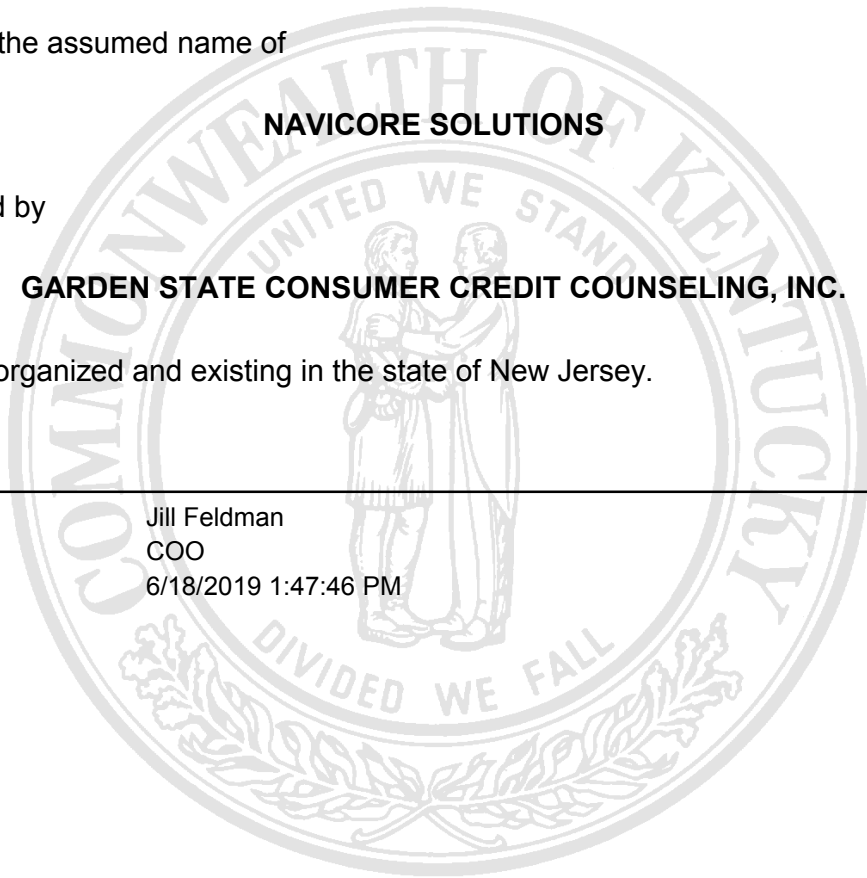 the assumed name of
NAVICORE SOLUTIONS
d by
GARDEN STATE CONSUMER CREDIT COUNSELING, INC.
organized and existing in the state of New Jersey.
Jill Feldman
COO
6/18/2019 1:47:46 PM
COMMONWEALTH OF KENTUCKY
UNITED WE STAND
DIVIDED WE FALL